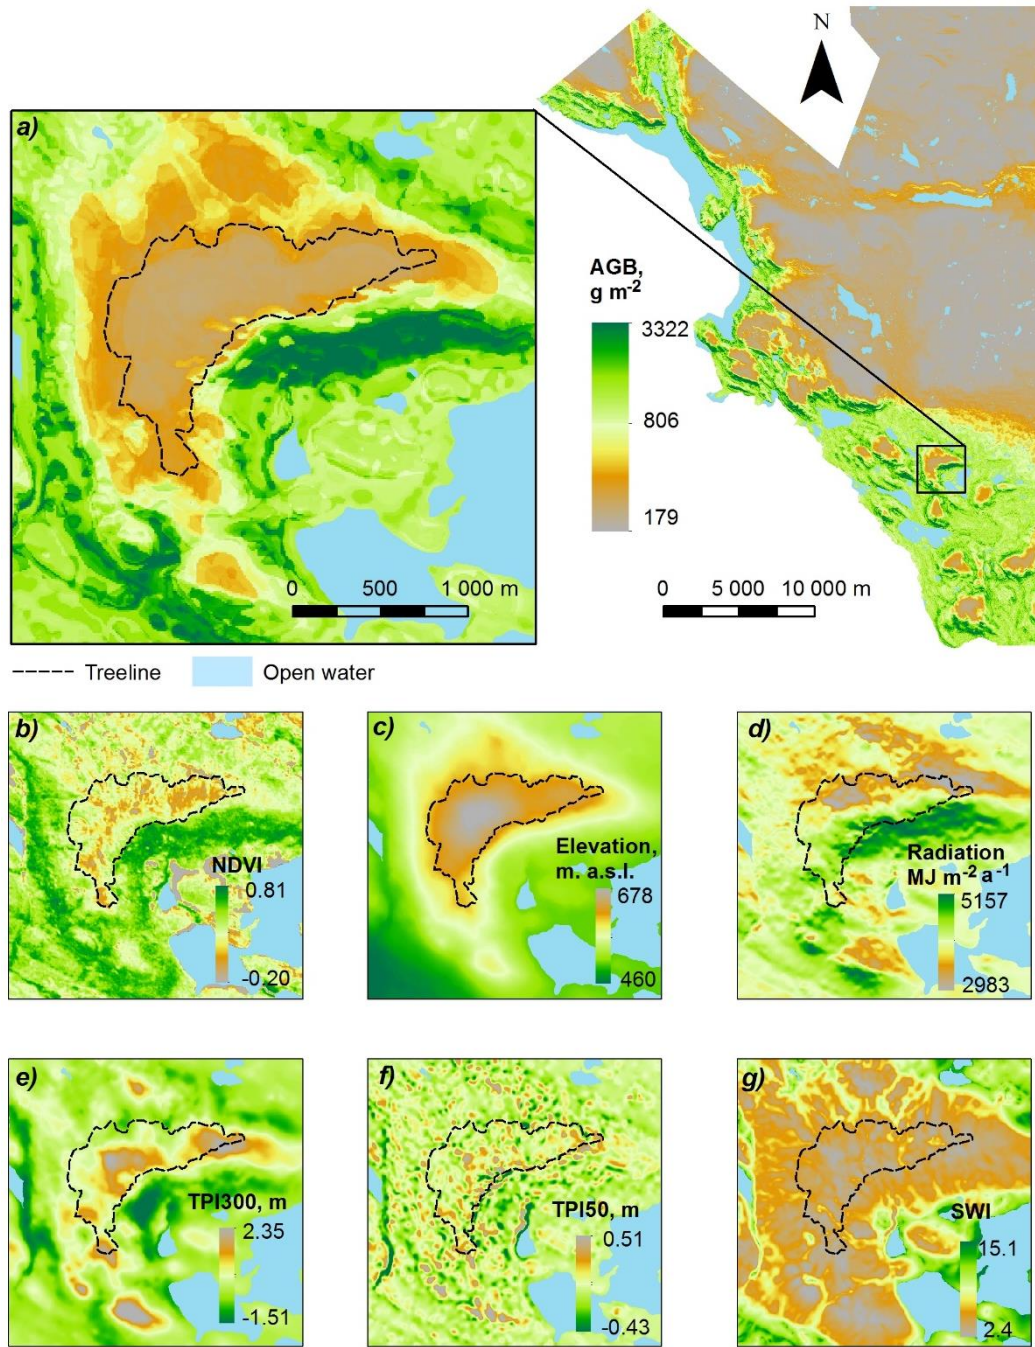 N
a)
AGB,
g m⁻²
3322
806
179
0 500 1 000 m
0 5 000 10 000 m
Treeline Open water
b)
NDVI
0.81
-0.20
c)
Elevation,
m. a.s.l.
678
460
d)
Radiation
MJ m⁻² a⁻¹
5157
2983
e)
TPI300, m
2.35
-1.51
f)
TPI50, m
0.51
-0.43
g)
SWI
15.1
2.4